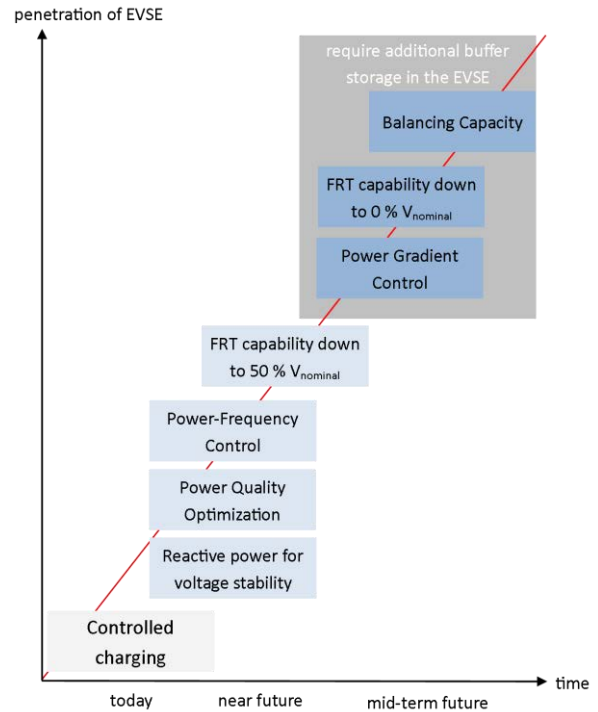 penetration of EVSE
require additional buffer
storage in the EVSE
Balancing Capacity
FRT capability down
to 0 % Vnominal
Power Gradient
Control
FRT capability down
to 50 % Vnominal
Power-Frequency
Control
Power Quality
Optimization
Reactive power for
voltage stability
Controlled
charging
time
today
near future
mid-term future